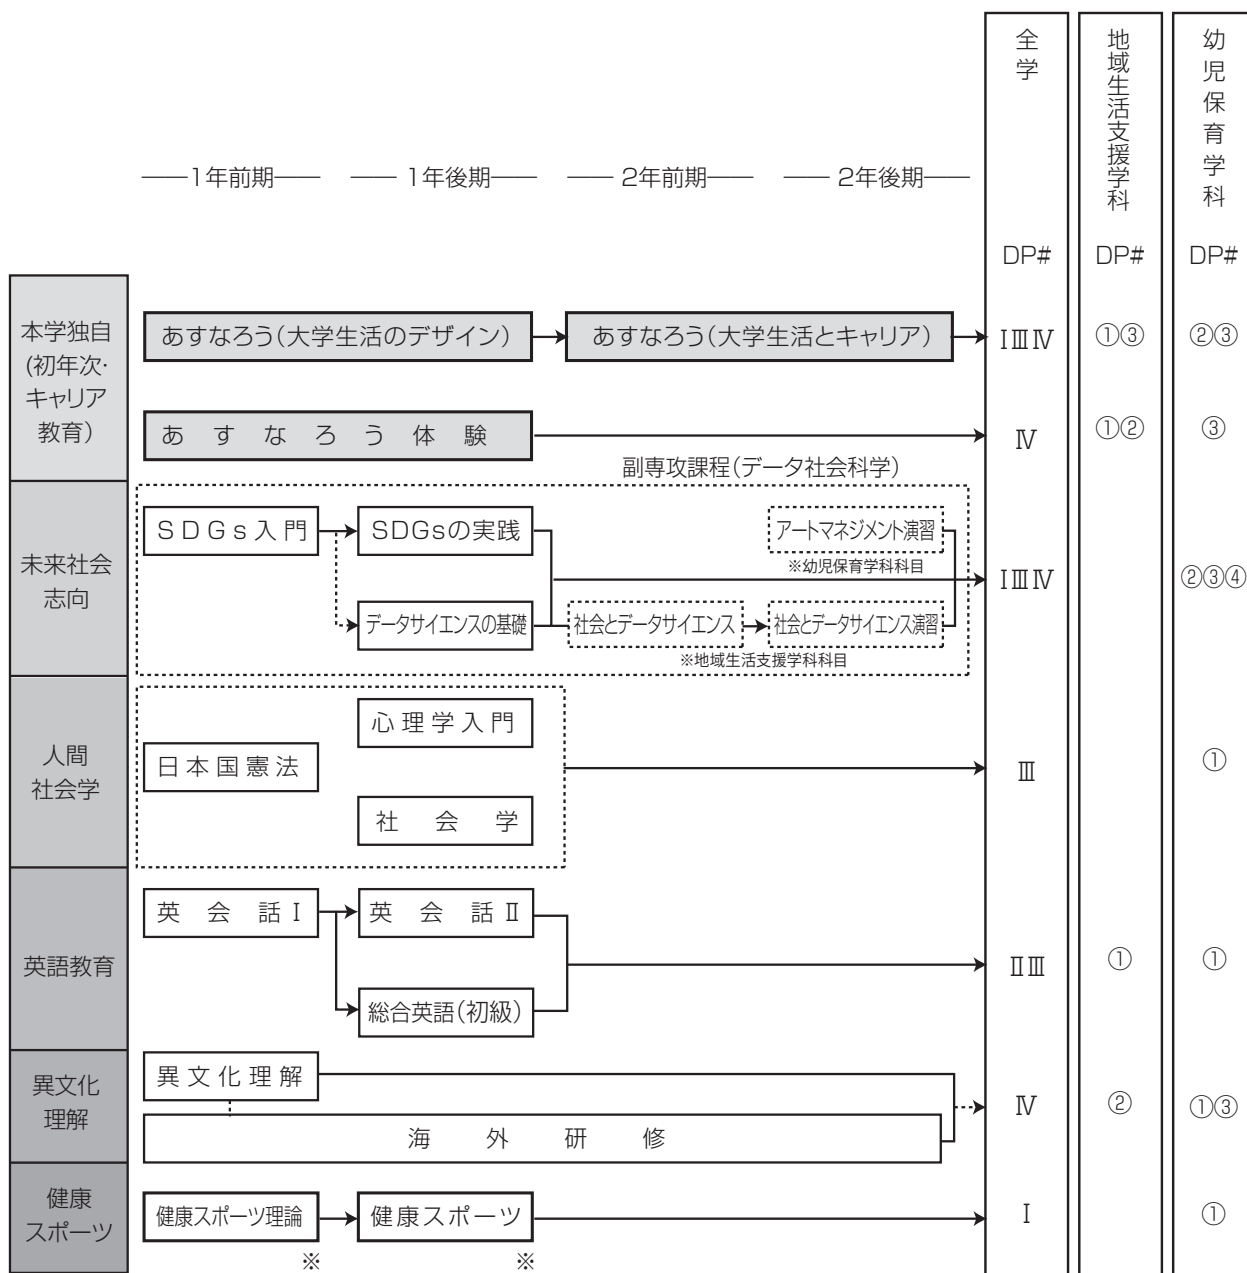 全学
地域生活支援学科
幼児保育学科
──1年前期── ── 1年後期── ── 2年前期── ── 2年後期──
DP# DP# DP#
本学独自
(初年次・
キャリア
教育)
あすなろう(大学生活のデザイン) あすなろう(大学生活とキャリア) ⅠⅢⅣ ①③ ②③
あすなろう体験 Ⅳ ①② ③
副専攻課程(データ社会科学)
未来社会
志向
SDGs入門 SDGsの実践 アートマネジメント演習
※幼児保育学科科目
ⅠⅢⅣ ②③④
データサイエンスの基礎 社会とデータサイエンス 社会とデータサイエンス演習
※地域生活支援学科科目
人間
社会学
心理学入門
日本国憲法 Ⅲ ①
社会学
英語教育
英会話Ⅰ 英会話Ⅱ
ⅡⅢ ① ①
総合英語(初級)
異文化
理解
異文化理解
Ⅳ ② ①③
海外研修
健康
スポーツ
健康スポーツ理論 健康スポーツ Ⅰ ①
※ ※